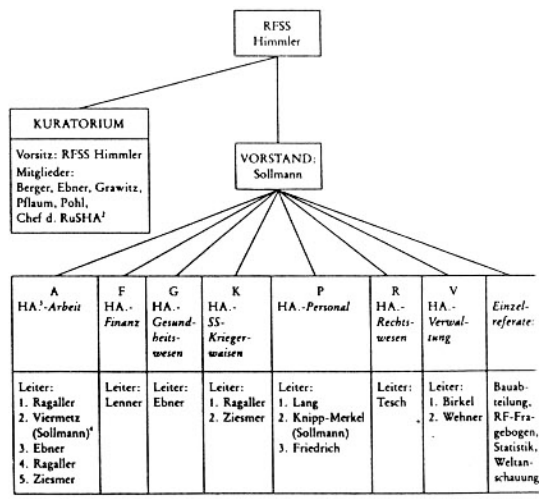 RFSS
Himmler
KURATORIUM
Vorsitz: RFSS Himmler
Mitglieder:
Berger, Ebner, Grawitz,
Pflaum, Pohl,
Chef d. RuSHA²
VORSTAND:
Sollmann
A
HA.³-Arbeit
Leiter:
1. Ragaller
2. Viermetz
(Sollmann)⁴
3. Ebner
4. Ragaller
5. Ziesmer
F
HA.-
Finanz
Leiter:
Lenner
G
HA.-
Gesund-
heits-
wesen
Leiter:
Ebner
K
HA.-
SS-
Krieger-
waisen
Leiter:
1. Ragaller
2. Ziesmer
P
HA.-Personal
Leiter:
1. Lang
2. Knipp-Merkel
(Sollmann)
3. Friedrich
R
HA.-
Rechts-
wesen
Leiter:
Tesch
V
HA.-
Verwal-
tung
Leiter:
1. Birkel
2. Wehner
Einzel-
referate:
Bauab-
teilung,
RF-Fra-
gebogen,
Statistik,
Weltan-
schauung